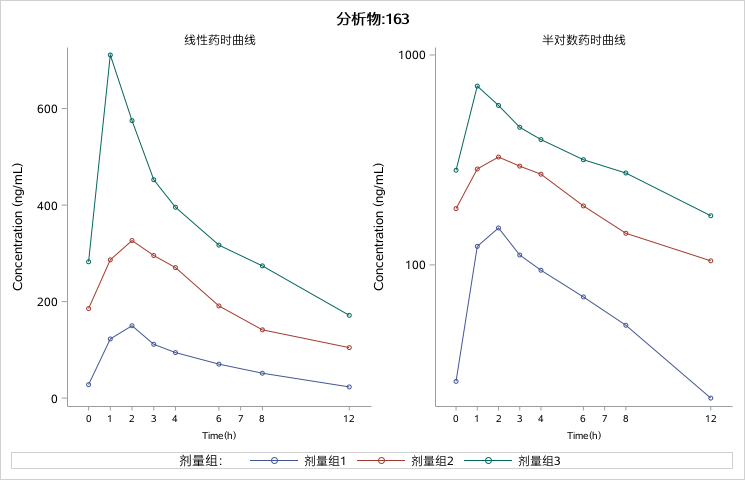 分析物:163
线性药时曲线
Concentration (ng/mL)
600
400
200
0
0 1 2 3 4 6 7 8 12
Time(h)
半对数药时曲线
Concentration (ng/mL)
1000
100
0 1 2 3 4 6 7 8 12
Time(h)
剂量组: 剂量组1 剂量组2 剂量组3